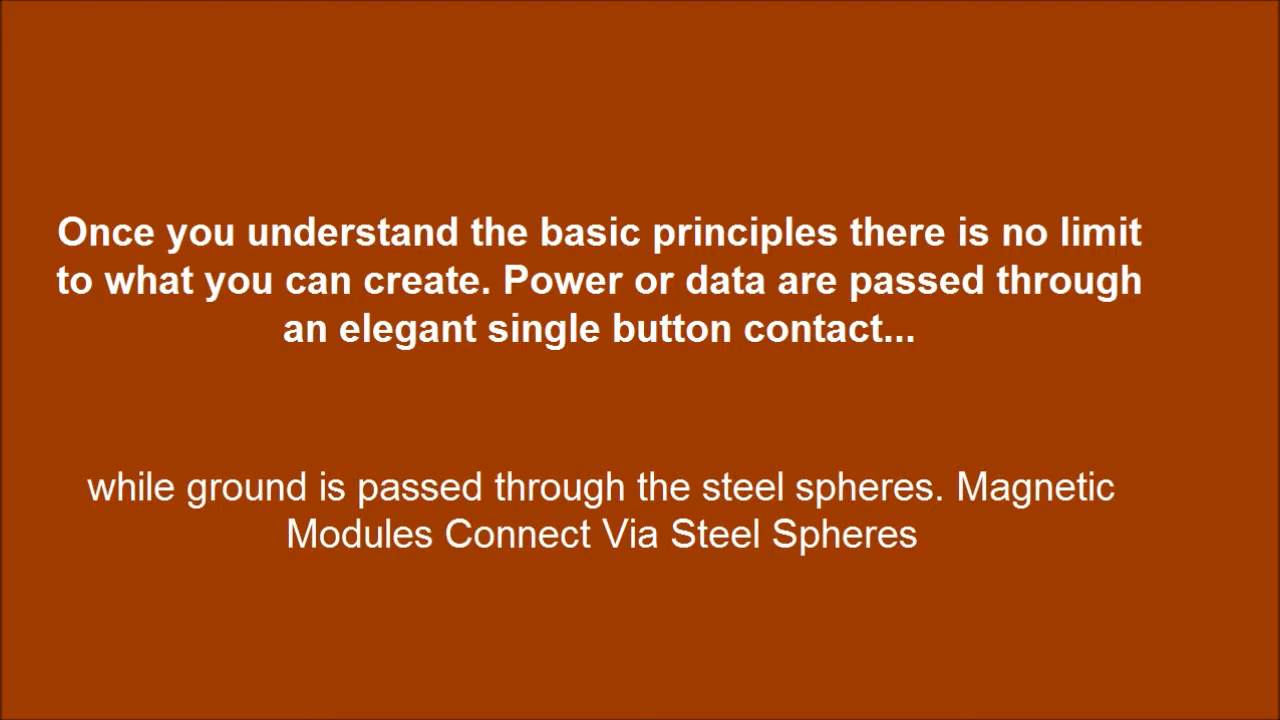 Once you understand the basic principles there is no limit
to what you can create. Power or data are passed through
an elegant single button contact...
while ground is passed through the steel spheres. Magnetic
Modules Connect Via Steel Spheres